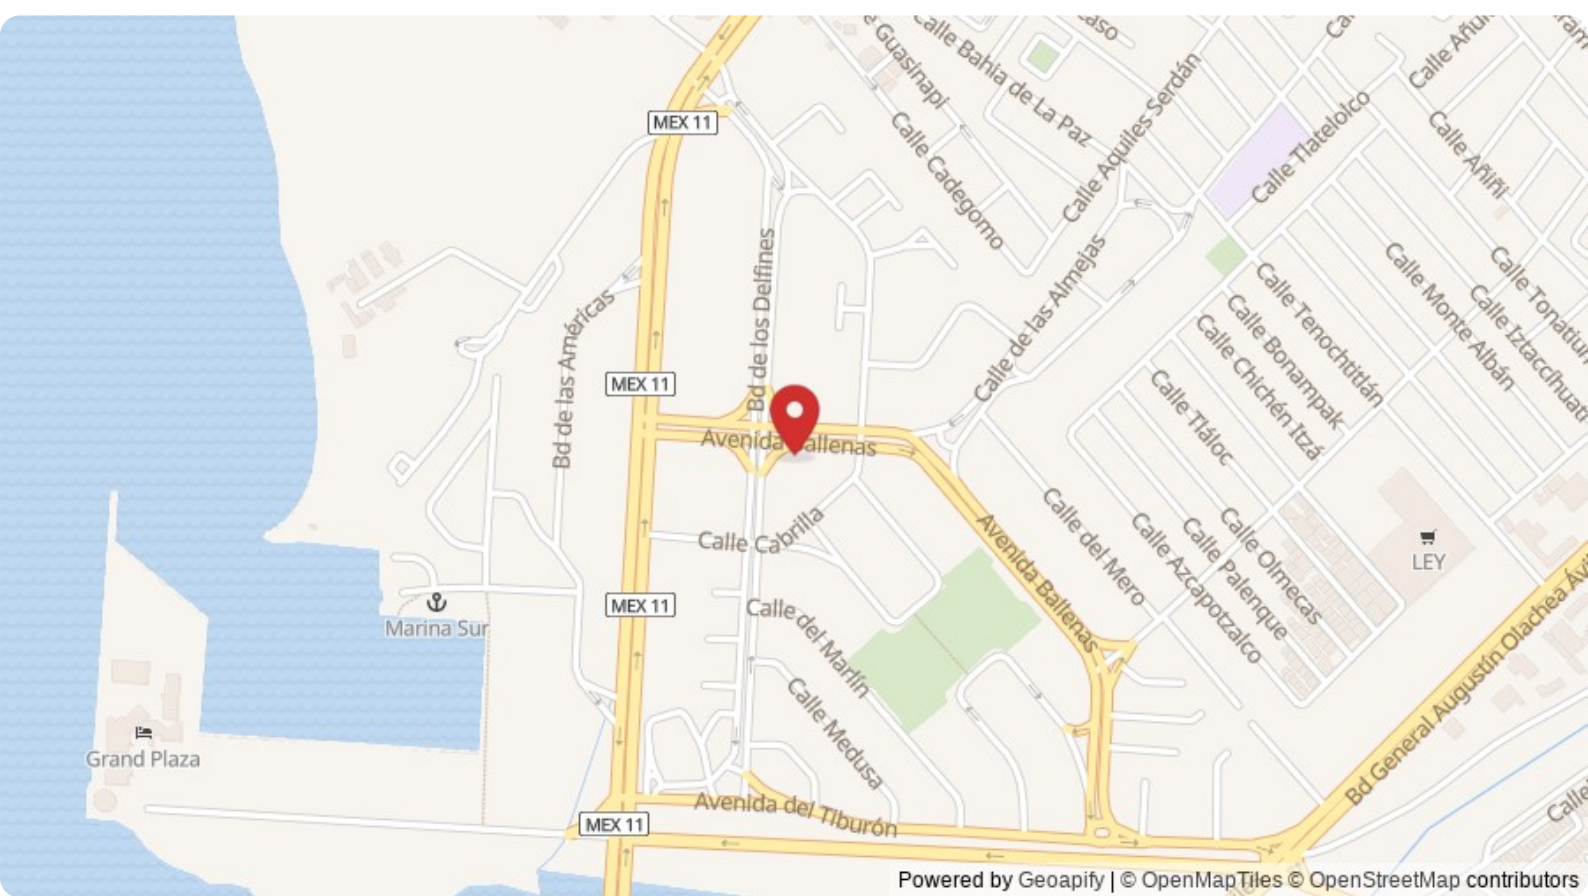 Calle Bahía de La Paz
Guasinapi
Calle Cadegomo
Calle Aquiles Serdán
Calle Tlatelolco
Calle Añiñi
MEX 11
Bd de los Delfines
Bd de las Américas
Calle de las Almejas
Calle Tenochtitlán
Calle Bonampak
Calle Chichén Itzá
Calle Tláloc
Calle Monte Albán
Calle Iztaccíhuatl
Calle Tonatiuh
MEX 11
Avenida Ballenas
Calle Cabrilla
Avenida Ballenas
Calle del Mero
Calle Azcapotzalco
Calle Palenque
Calle Olmecas
LEY
MEX 11
Marina Sur
Calle del Marlín
Calle Medusa
Grand Plaza
Bd General Augustín Olachea Avil
Avenida del Tiburón
MEX 11
Calle
Powered by Geoapify | © OpenMapTiles © OpenStreetMap contributors